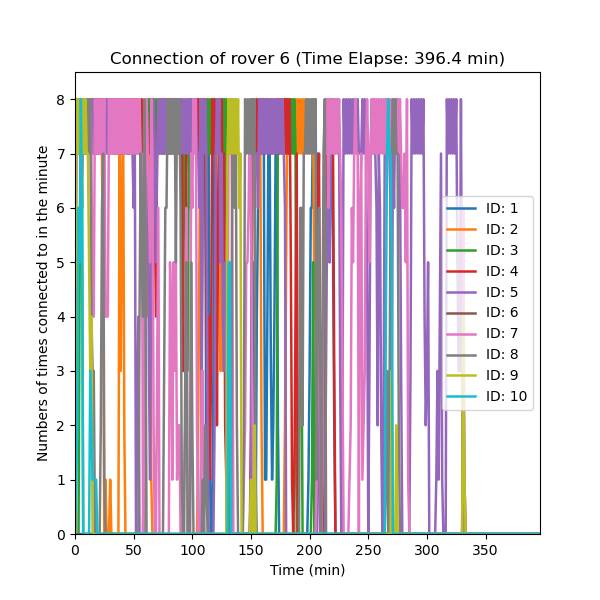 Connection of rover 6 (Time Elapse: 396.4 min)
Numbers of times connected to in the minute
8
7
6
5
4
3
2
1
0
ID: 1
ID: 2
ID: 3
ID: 4
ID: 5
ID: 6
ID: 7
ID: 8
ID: 9
ID: 10
0 50 100 150 200 250 300 350
Time (min)